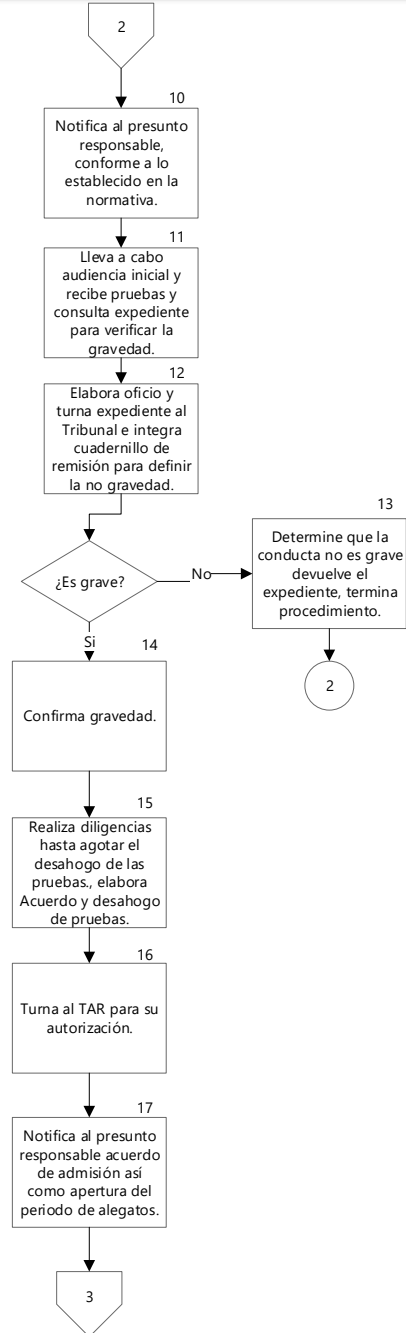 2
10
Notifica al presunto
responsable,
conforme a lo
establecido en la
normativa.
11
Lleva a cabo
audiencia inicial y
recibe pruebas y
consulta expediente
para verificar la
gravedad.
12
Elabora oficio y
turna expediente al
Tribunal e integra
cuadernillo de
remisión para definir
la no gravedad.
¿Es grave?
No
13
Determine que la
conducta no es grave
devuelve el
expediente, termina
procedimiento.
2
Si
14
Confirma gravedad.
15
Realiza diligencias
hasta agotar el
desahogo de las
pruebas., elabora
Acuerdo y desahogo
de pruebas.
16
Turna al TAR para su
autorización.
17
Notifica al presunto
responsable acuerdo
de admisión así
como apertura del
periodo de alegatos.
3